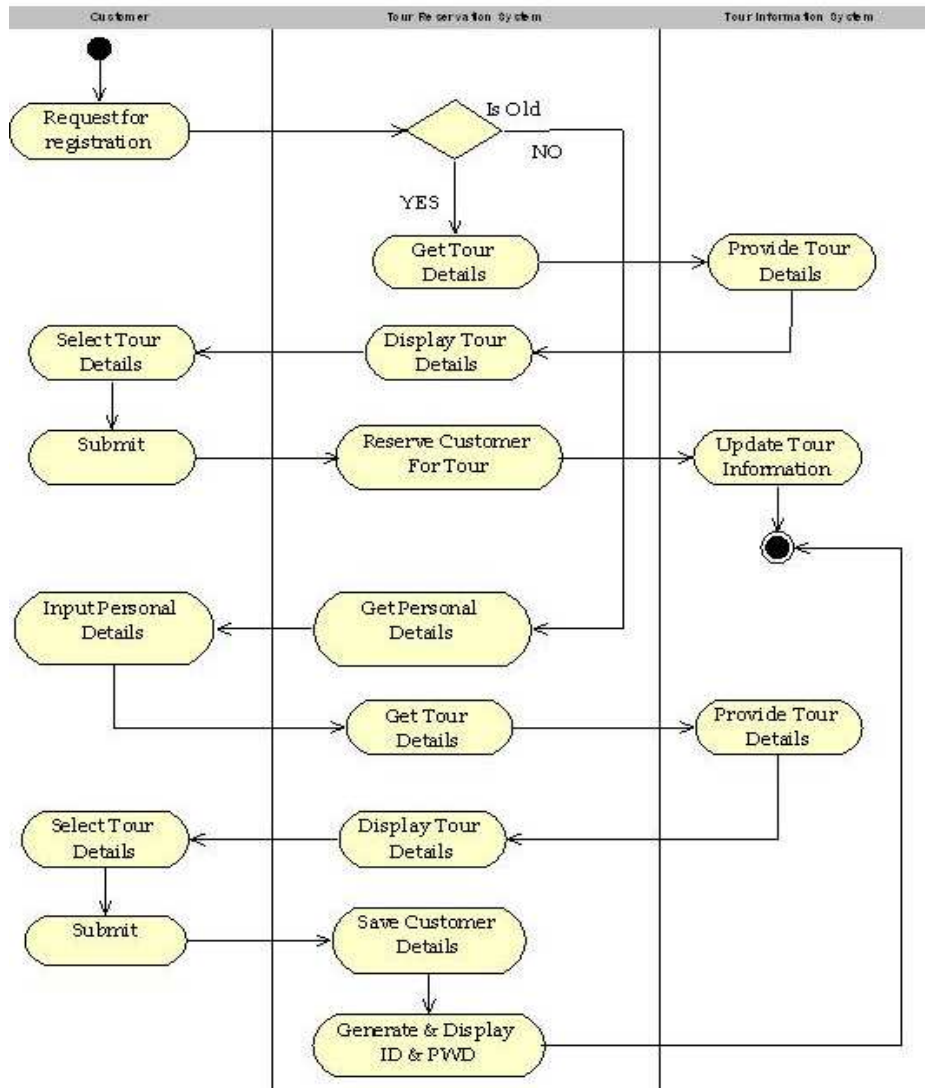 Customer
Tour Reservation System
Tour Information System
Request for
registration
Is Old
NO
YES
Get Tour
Details
Provide Tour
Details
Select Tour
Details
Display Tour
Details
Submit
Reserve Customer
For Tour
Update Tour
Information
Input Personal
Details
Get Personal
Details
Get Tour
Details
Provide Tour
Details
Select Tour
Details
Display Tour
Details
Submit
Save Customer
Details
Generate & Display
ID & PWD